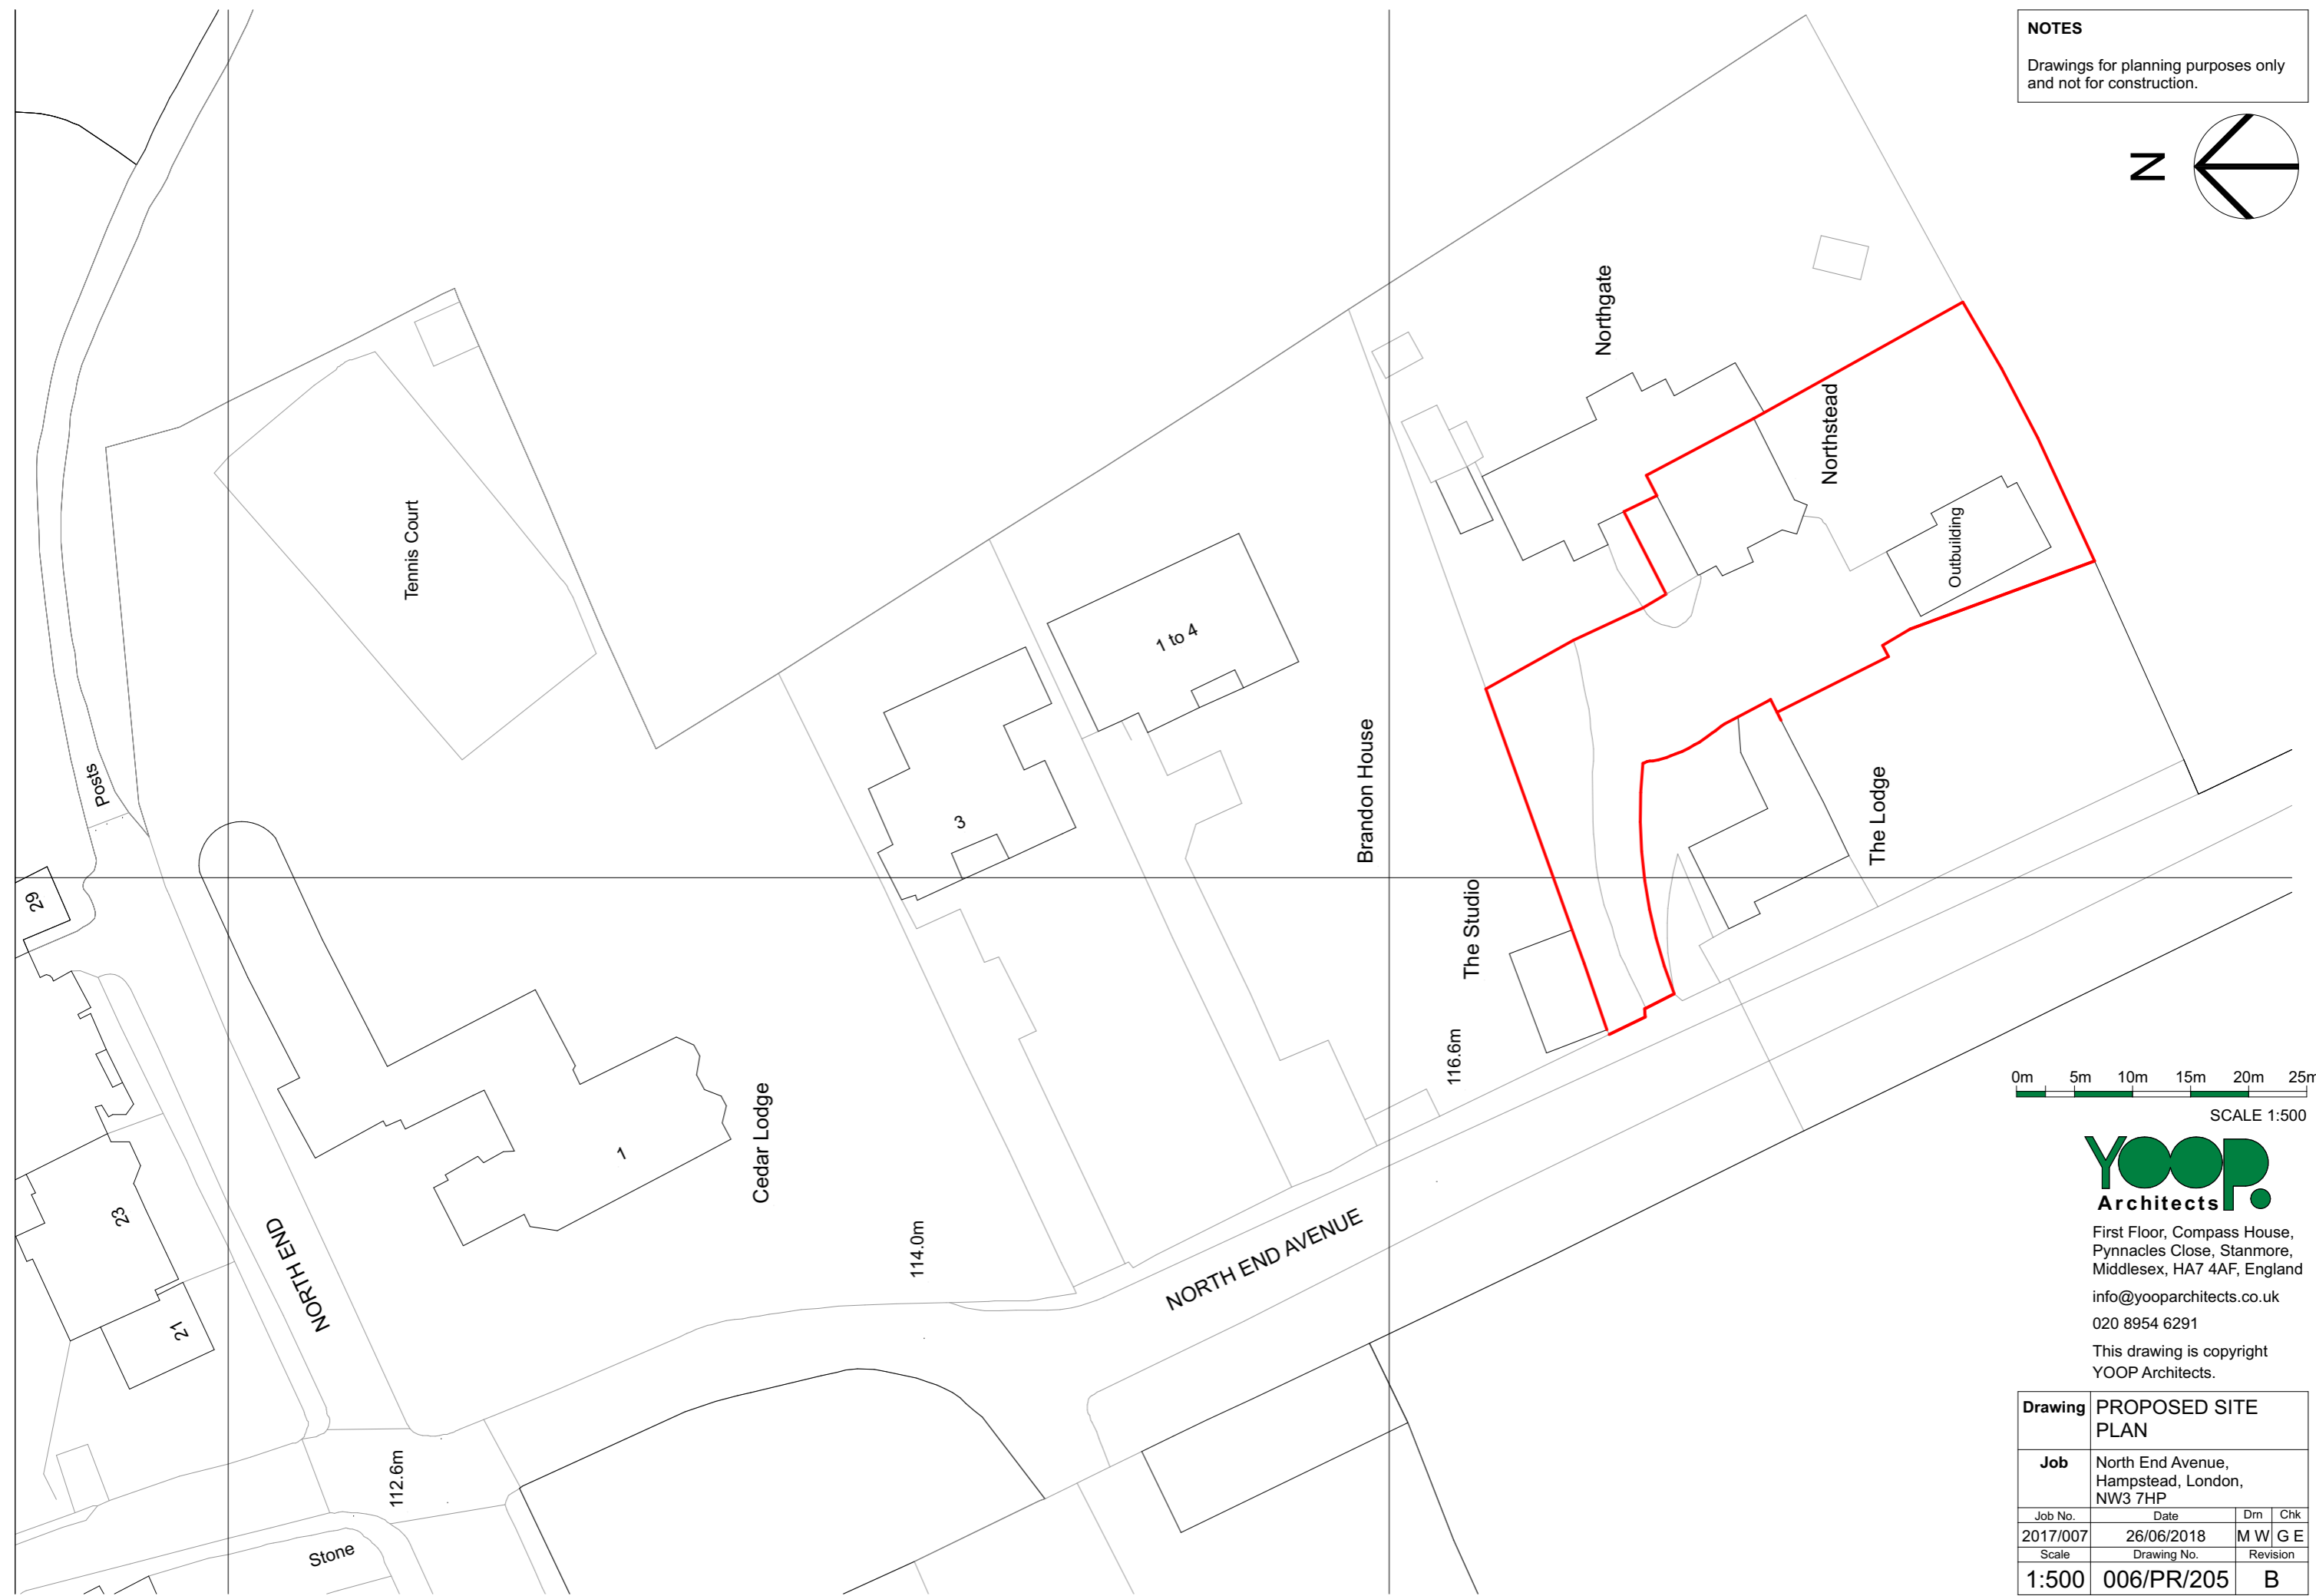 NOTES
Drawings for planning purposes only
and not for construction.
N
Northgate
Northstead
Outbuilding
Tennis Court
1 to 4
3
Posts
Brandon House
The Lodge
The Studio
29
116.6m
Cedar Lodge
1
23
21
NORTH END
114.0m
NORTH END AVENUE
112.6m
Stone
0m 5m 10m 15m 20m 25m
SCALE 1:500
YOOP.
Architects
First Floor, Compass House,
Pynnacles Close, Stanmore,
Middlesex, HA7 4AF, England
info@yooparchitects.co.uk
020 8954 6291
This drawing is copyright
YOOP Architects.
Drawing PROPOSED SITE
PLAN
Job North End Avenue,
Hampstead, London,
NW3 7HP
Job No. Date Drn Chk
2017/007 26/06/2018 M W G E
Scale Drawing No. Revision
1:500 006/PR/205 B